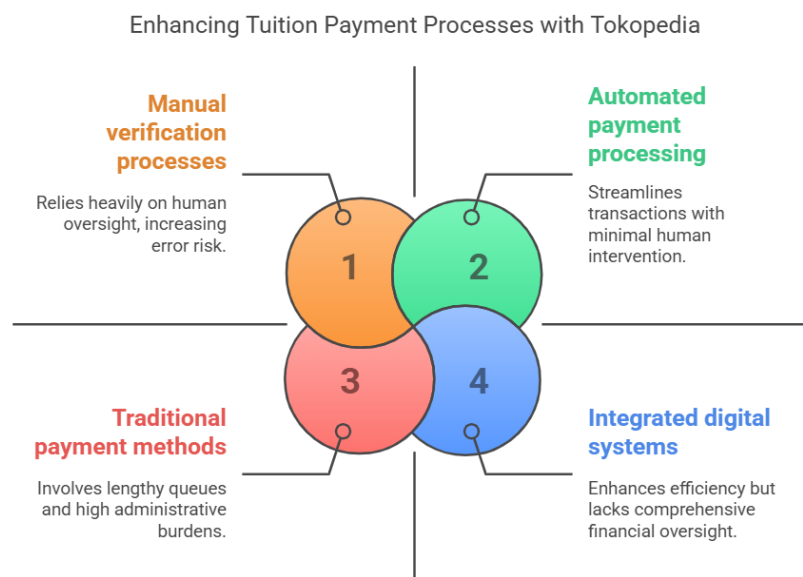 Enhancing Tuition Payment Processes with Tokopedia
Manual
verification
processes
Relies heavily on human
oversight, increasing
error risk.
Automated
payment
processing
Streamlines
transactions with
minimal human
intervention.
1
2
3
4
Traditional
payment methods
Involves lengthy queues
and high administrative
burdens.
Integrated digital
systems
Enhances efficiency but
lacks comprehensive
financial oversight.